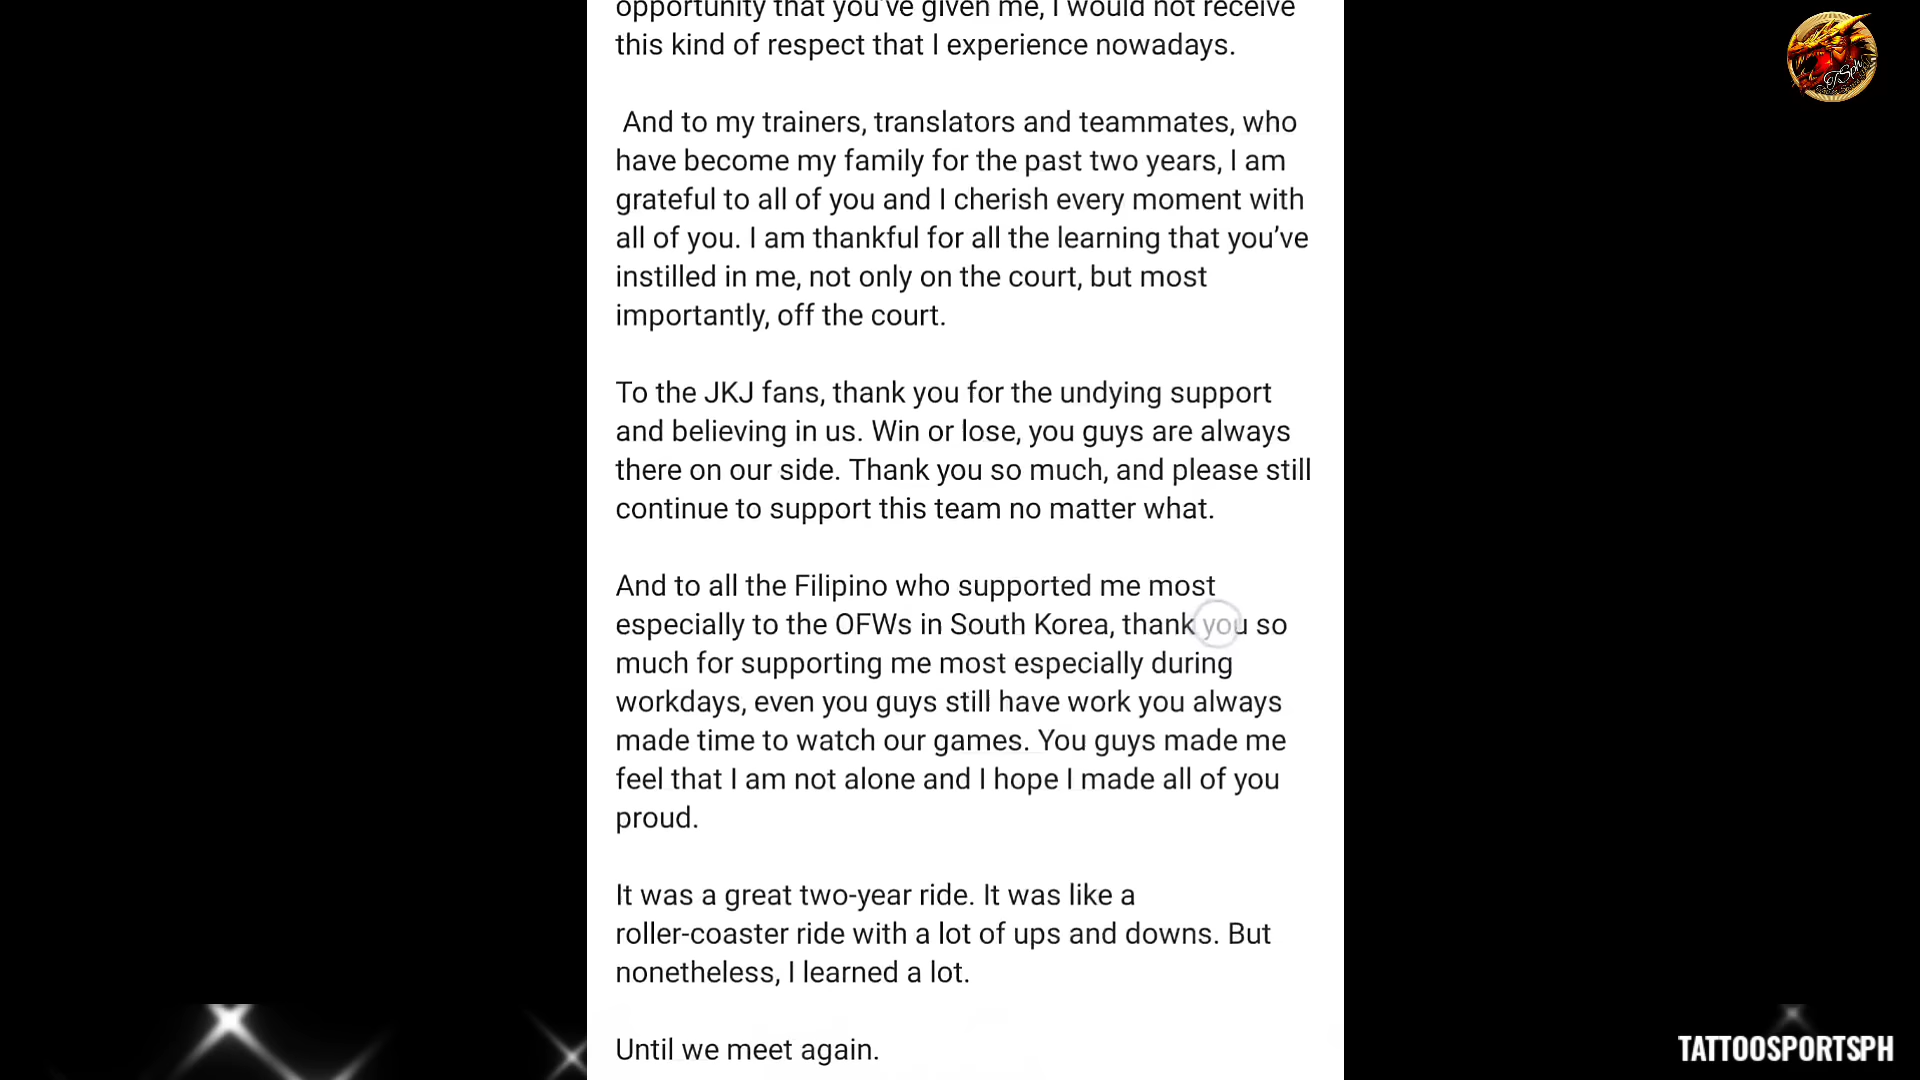 opportunity that you've given me, I would not receive
this kind of respect that I experience nowadays.
And to my trainers, translators and teammates, who
have become my family for the past two years, I am
grateful to all of you and I cherish every moment with
all of you. I am thankful for all the learning that you’ve
instilled in me, not only on the court, but most
importantly, off the court.
To the JKJ fans, thank you for the undying support
and believing in us. Win or lose, you guys are always
there on our side. Thank you so much, and please still
continue to support this team no matter what.
And to all the Filipino who supported me most
especially to the OFWs in South Korea, thank you so
much for supporting me most especially during
workdays, even you guys still have work you always
made time to watch our games. You guys made me
feel that I am not alone and I hope I made all of you
proud.
It was a great two-year ride. It was like a
roller-coaster ride with a lot of ups and downs. But
nonetheless, I learned a lot.
Until we meet again.
TSph
TATTOOSPORTSPH